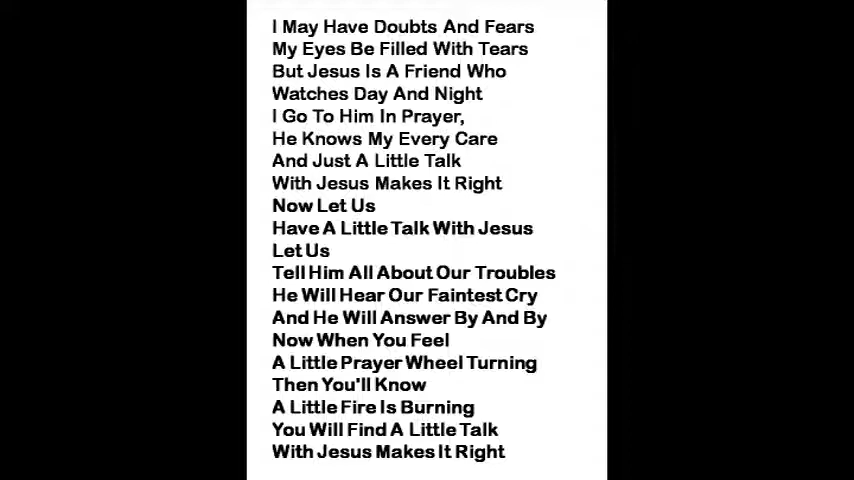 I May Have Doubts And Fears
My Eyes Be Filled With Tears
But Jesus Is A Friend Who
Watches Day And Night
I Go To Him In Prayer,
He Knows My Every Care
And Just A Little Talk
With Jesus Makes It Right
Now Let Us
Have A Little Talk With Jesus
Let Us
Tell Him All About Our Troubles
He Will Hear Our Faintest Cry
And He Will Answer By And By
Now When You Feel
A Little Prayer Wheel Turning
Then You'll Know
A Little Fire Is Burning
You Will Find A Little Talk
With Jesus Makes It Right